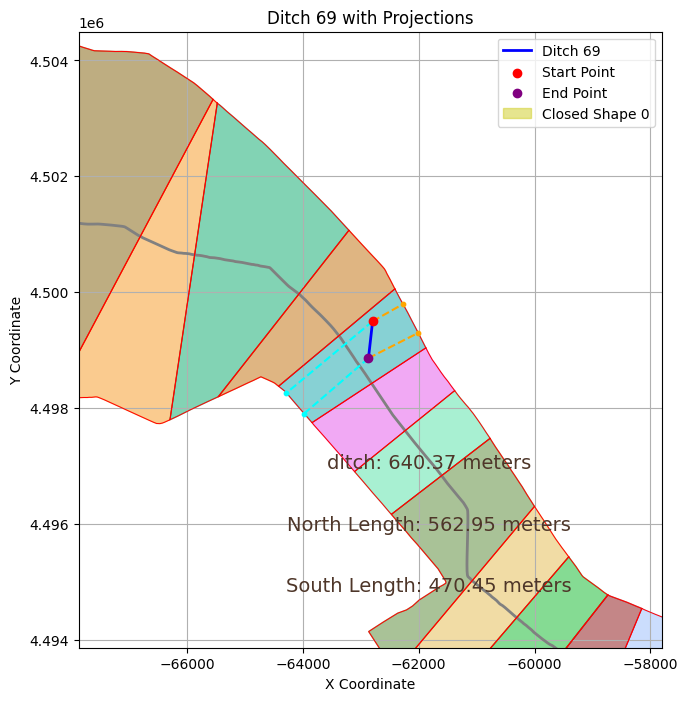 Ditch 69 with Projections
1e6
Ditch 69
Start Point
End Point
Closed Shape 0
4.504
4.502
4.500
4.498
4.496
4.494
Y Coordinate
ditch: 640.37 meters
North Length: 562.95 meters
South Length: 470.45 meters
−66000
−64000
−62000
−60000
−58000
X Coordinate